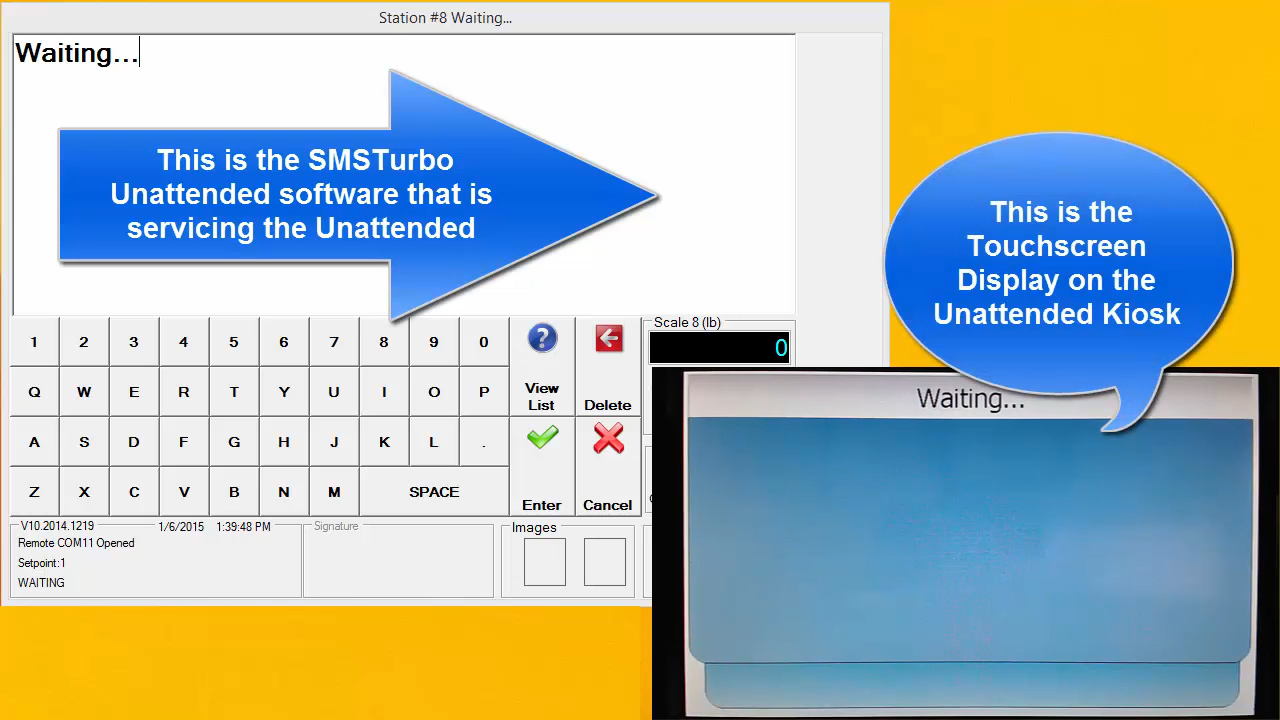 Station #8 Waiting...
Waiting...
This is the SMSTurbo
Unattended software that is
servicing the Unattended
This is the
Touchscreen
Display on the
Unattended Kiosk
1 2 3 4 5 6 7 8 9 0
Q W E R T Y U I O P
A S D F G H J K L .
Z X C V B N M SPACE
?
View
List
Delete
Enter
Cancel
Scale 8 (lb)
0
Waiting...
V10.2014.1219 1/6/2015 1:39:48 PM
Remote COM11 Opened
Setpoint:1
WAITING
Signature
Images